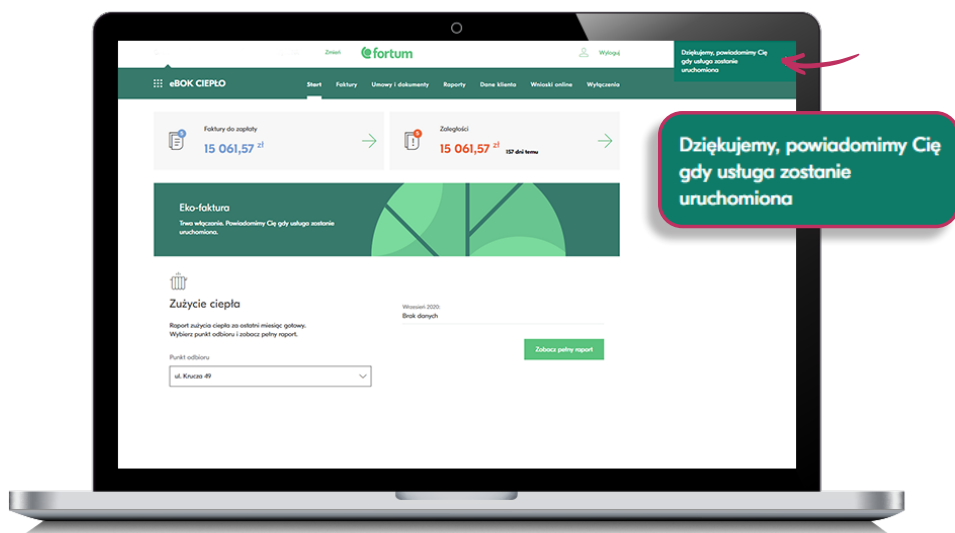 Zmień
fortum
Wyloguj
Dziękujemy, powiadomimy Cię
gdy usługa zostanie
uruchomiona
eBOK CIEPŁO
Start Faktury Umowy i dokumenty Raporty Dane klienta Wnioski online Wyłączenia
Faktury do zapłaty
15 061,57 zł
Zaległości
15 061,57 zł 157 dni temu
Dziękujemy, powiadomimy Cię
gdy usługa zostanie
uruchomiona
Eko-faktura
Trwa włączanie. Powiadomimy Cię gdy usługa zostanie
uruchomiona.
Zużycie ciepła
Raport zużycia ciepła za ostatni miesiąc gotowy.
Wybierz punkt odbioru i zobacz pełny raport.
Punkt odbioru
ul. Krucza 49
Wrzesień 2020:
Brak danych
Zobacz pełny raport